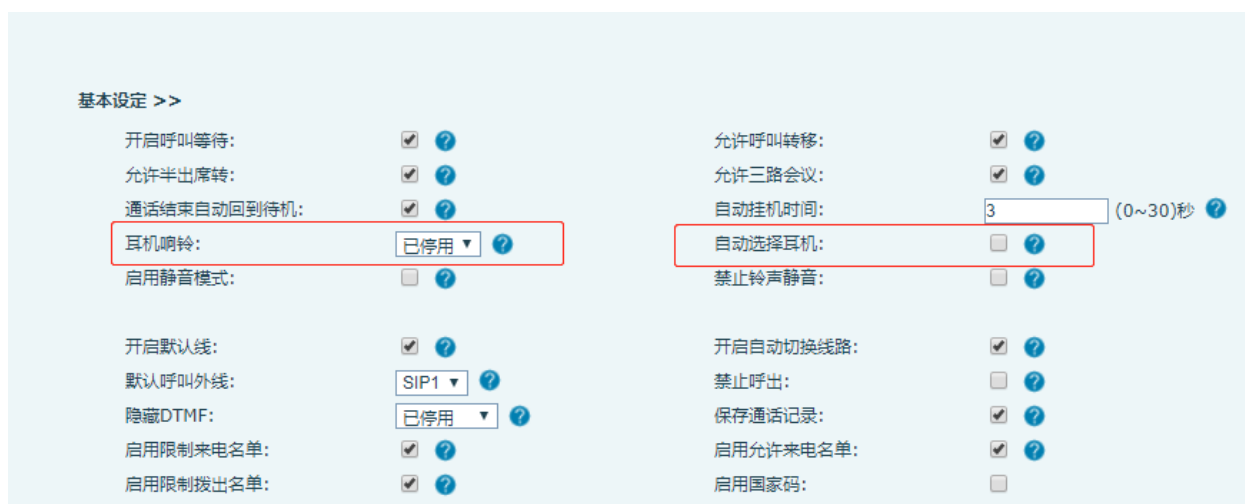 基本设定 >>
开启呼叫等待: ? 允许呼叫转移: ?
允许半出席转: ? 允许三路会议: ?
通话结束自动回到待机: ? 自动挂机时间: 3 (0~30)秒 ?
耳机响铃: 已停用 ? 自动选择耳机: ?
启用静音模式: ? 禁止铃声静音: ?
开启默认线: ? 开启自动切换线路: ?
默认呼叫外线: SIP1 ? 禁止呼出: ?
隐藏DTMF: 已停用 ? 保存通话记录: ?
启用限制来电名单: ? 启用允许来电名单: ?
启用限制拨出名单: ? 启用国家码: